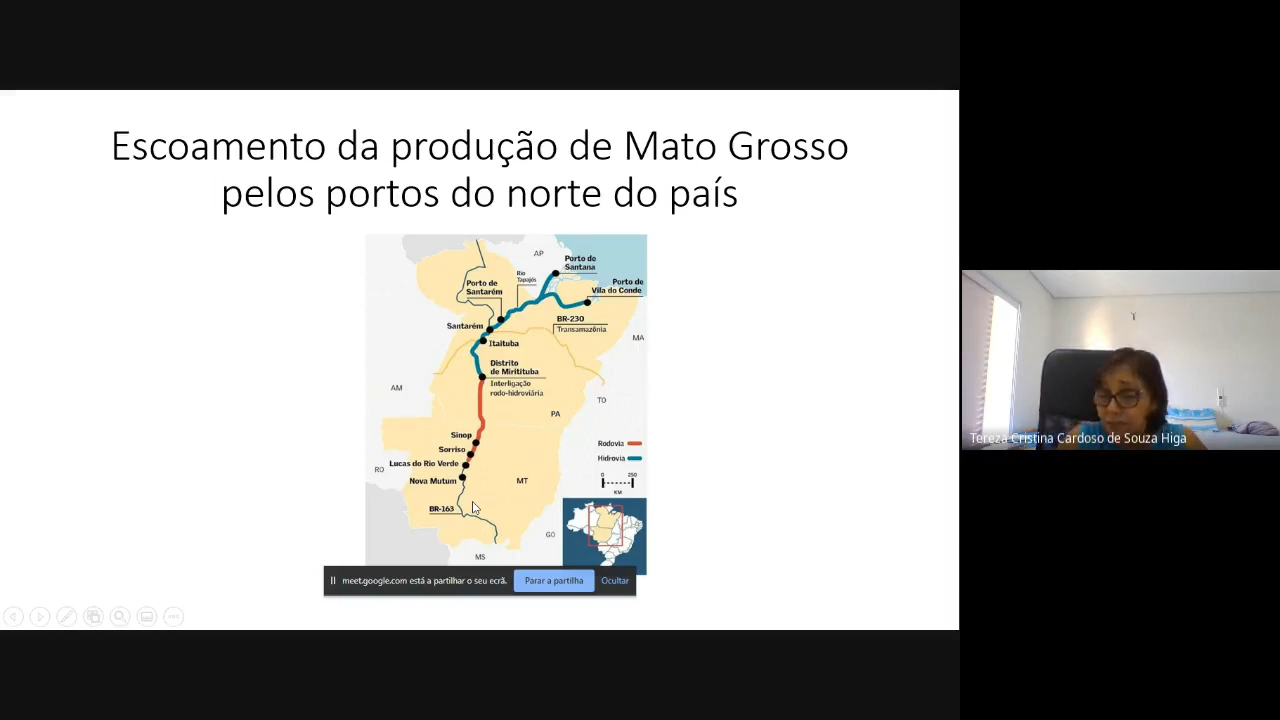 Escoamento da produção de Mato Grosso
pelos portos do norte do país
AP
Porto de
Santana
Rio
Tapajós
Porto de
Santarém
Porto de
Vila do Conde
Santarém
BR-230
Transamazônia
Itaituba
MA
Distrito
de Miritituba
Interligação
rodo-hidroviária
AM
TO
PA
Sinop
Rodovia
Sorriso
Hidrovia
Lucas do Rio Verde
RO
Nova Mutum
MT
0 250
KM
BR-163
GO
MS
meet.google.com está a partilhar o seu ecrã.
Parar a partilha
Ocultar
Tereza Cristina Cardoso de Souza Higa